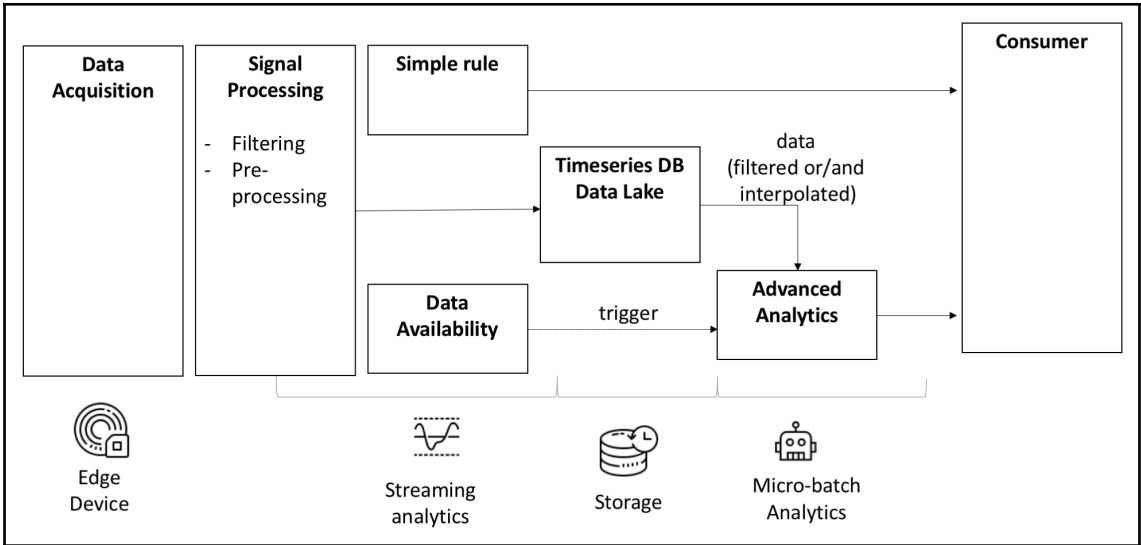 Data
Acquisition
Signal
Processing
- Filtering
- Pre-
processing
Simple rule
Timeseries DB
Data Lake
data
(filtered or/and
interpolated)
Consumer
Data
Availability
trigger
Advanced
Analytics
Edge
Device
Streaming
analytics
Storage
Micro-batch
Analytics